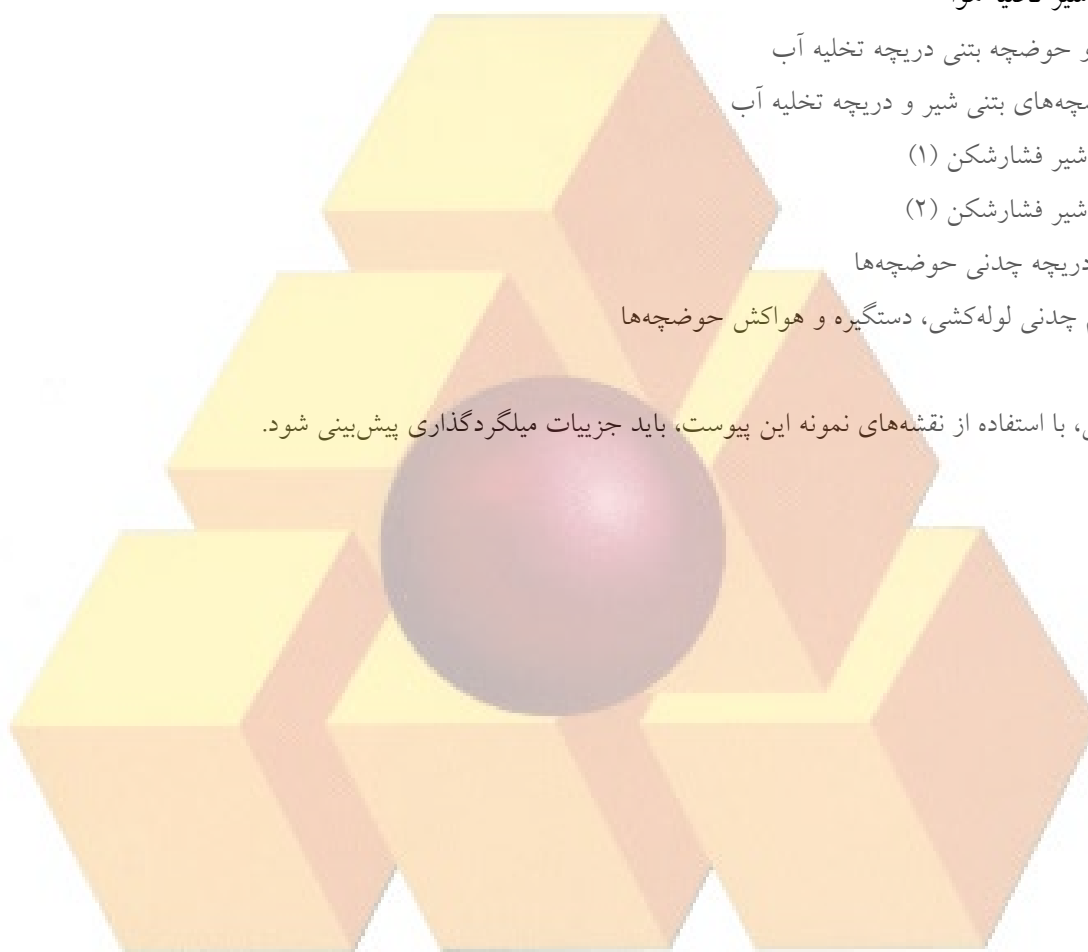 و حوضچه بتنی دریچه تخلیه آب
های بتنی شیر و دریچه تخلیه آب
شیر فشارشکن (۱)
شیر فشارشکن (۲)
دریچه چدنی حوضچه‌ها
چدنی لوله‌کشی، دستگیره و هواکش حوضچه‌ها
با استفاده از نقشه‌های نمونه این پیوست، باید جزییات میلگردگذاری پیش‌بینی شود.